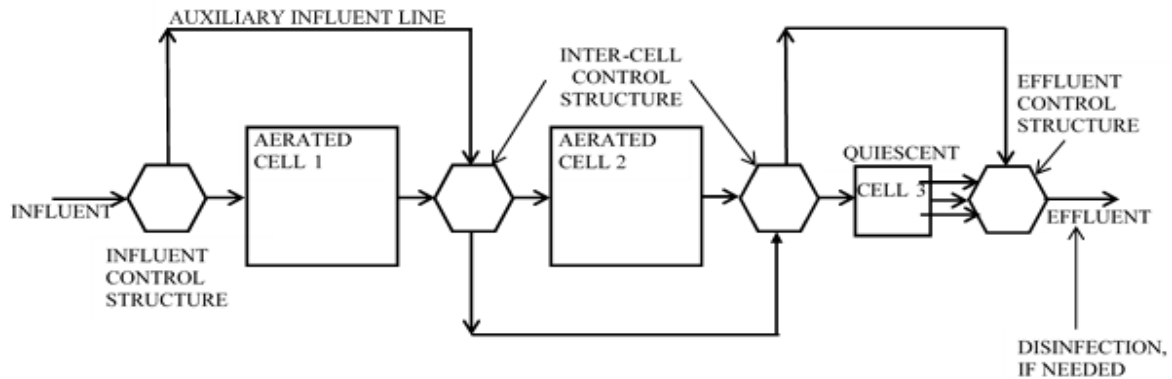 AUXILIARY INFLUENT LINE
INTER-CELL
CONTROL
STRUCTURE
EFFLUENT
CONTROL
STRUCTURE
AERATED
CELL 1
AERATED
CELL 2
QUIESCENT
CELL 3
INFLUENT
EFFLUENT
INFLUENT
CONTROL
STRUCTURE
DISINFECTION,
IF NEEDED